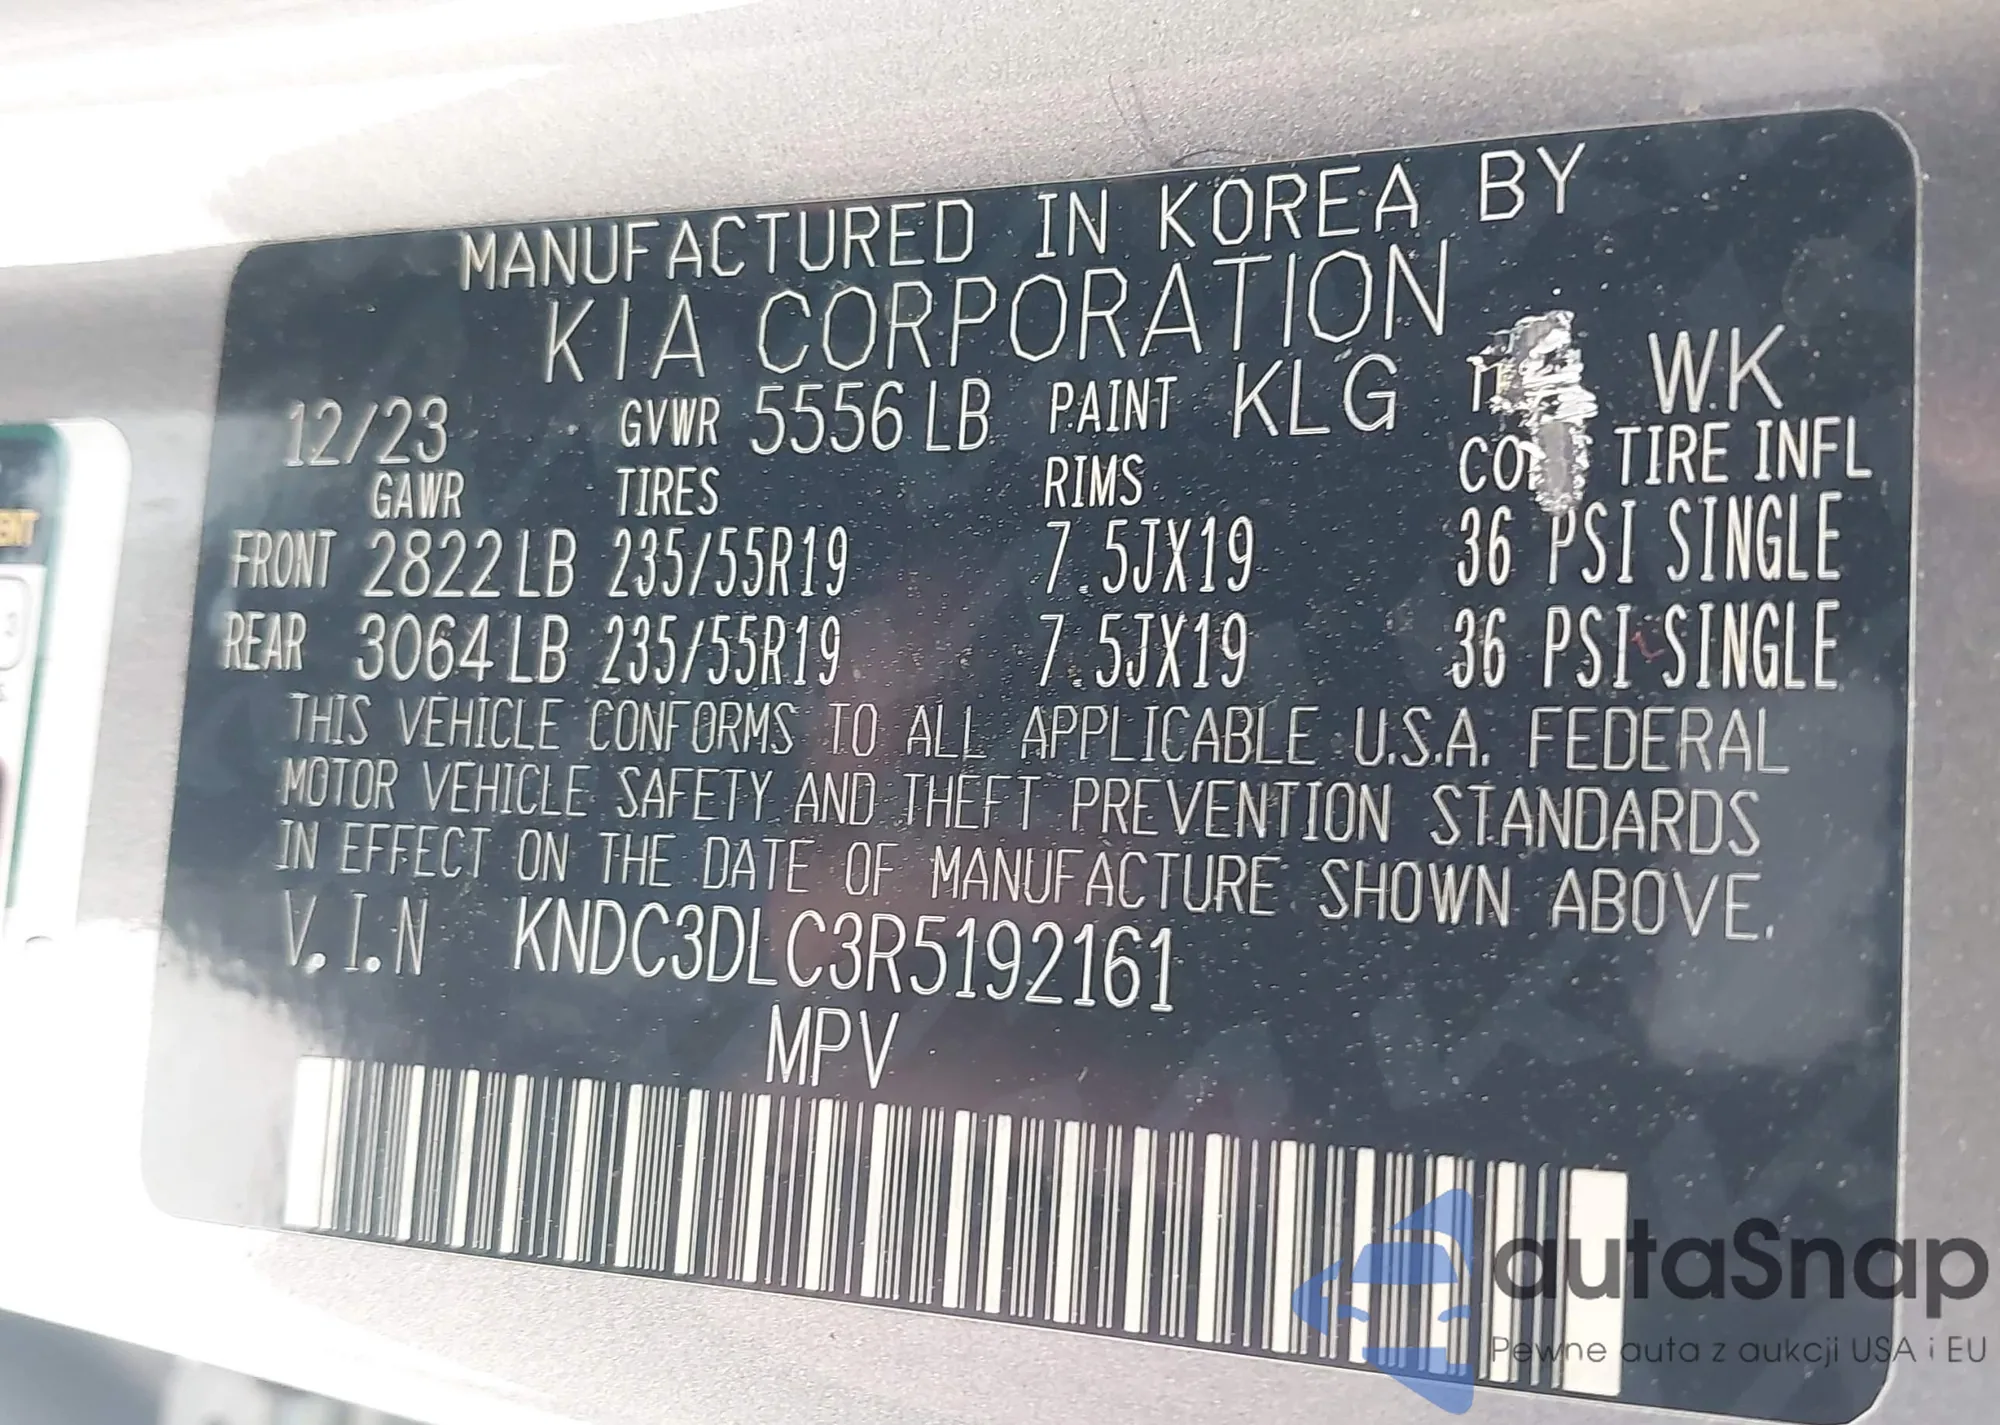 MANUFACTURED IN KOREA BY
KIA CORPORATION
12/23 GVWR 5556 LB PAINT KLG WK
GAWR TIRES RIMS TIRE INFL
FRONT 2822 LB 235/55R19 7.5JX19 36 PSI SINGLE
REAR 3064 LB 235/55R19 7.5JX19 36 PSI SINGLE
THIS VEHICLE CONFORMS TO ALL APPLICABLE U.S.A. FEDERAL
MOTOR VEHICLE SAFETY AND THEFT PREVENTION STANDARDS
IN EFFECT ON THE DATE OF MANUFACTURE SHOWN ABOVE.
V.I.N KNDC3DLC3R5192161
MPV
autaSnap
Pewne auta z aukcji USA i EU